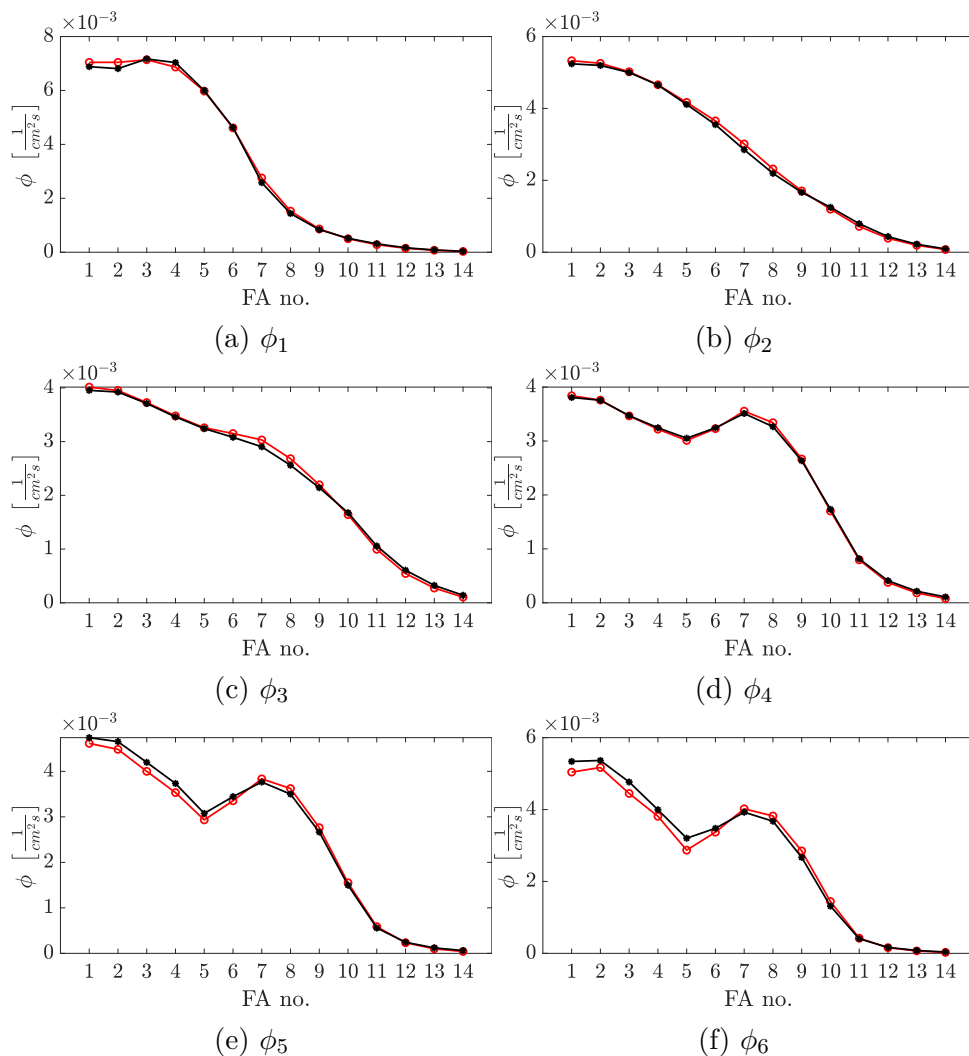 ×10⁻³ ×10⁻³
8 6
6 4
4 2
2 0
0
ϕ [1/cm²s] ϕ [1/cm²s]
1 2 3 4 5 6 7 8 9 10 11 12 13 14 1 2 3 4 5 6 7 8 9 10 11 12 13 14
FA no. FA no.
(a) ϕ₁ (b) ϕ₂
×10⁻³ ×10⁻³
4 4
3 3
2 2
1 1
0 0
ϕ [1/cm²s] ϕ [1/cm²s]
1 2 3 4 5 6 7 8 9 10 11 12 13 14 1 2 3 4 5 6 7 8 9 10 11 12 13 14
FA no. FA no.
(c) ϕ₃ (d) ϕ₄
×10⁻³ ×10⁻³
4 6
3 4
2 2
1 0
0
ϕ [1/cm²s] ϕ [1/cm²s]
1 2 3 4 5 6 7 8 9 10 11 12 13 14 1 2 3 4 5 6 7 8 9 10 11 12 13 14
FA no. FA no.
(e) ϕ₅ (f) ϕ₆